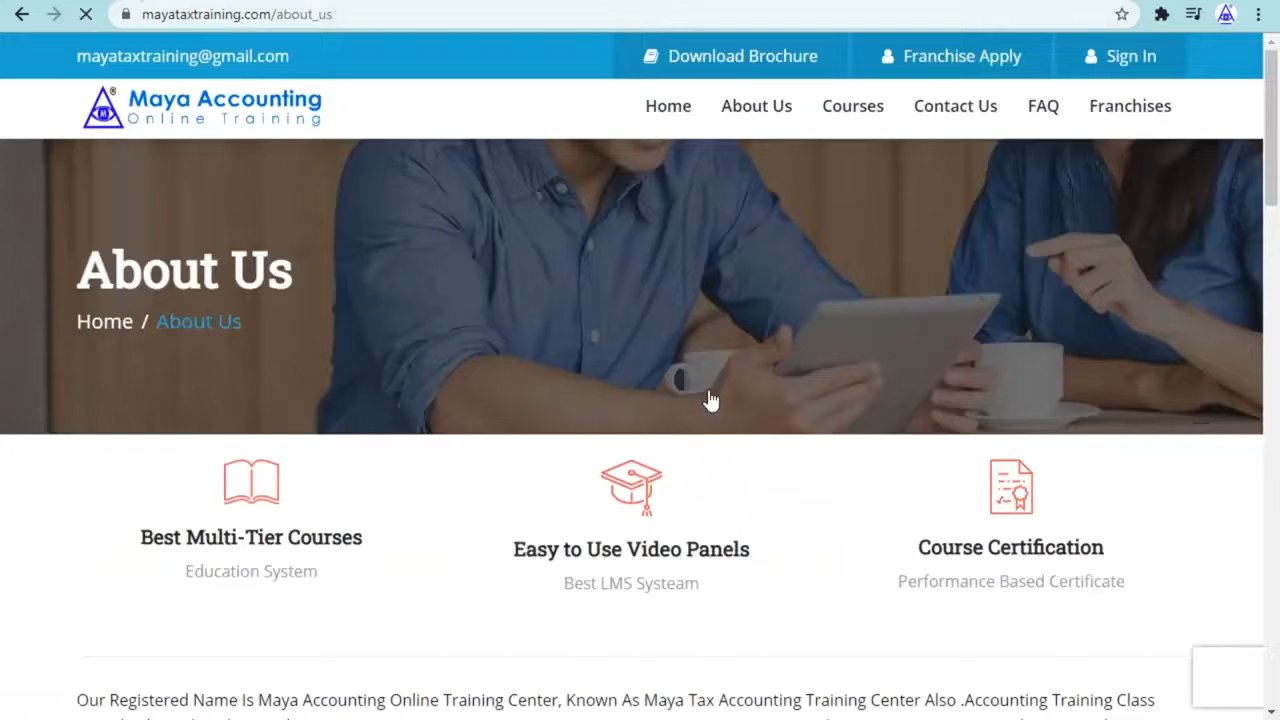 mayataxtraining.com/about_us
mayataxtraining@gmail.com
Download Brochure
Franchise Apply
Sign In
M
®
Maya Accounting
Online Training
Home
About Us
Courses
Contact Us
FAQ
Franchises
About Us
Home / About Us
Best Multi-Tier Courses
Education System
Easy to Use Video Panels
Best LMS Systeam
Course Certification
Performance Based Certificate
Our Registered Name Is Maya Accounting Online Training Center, Known As Maya Tax Accounting Training Center Also .Accounting Training Class